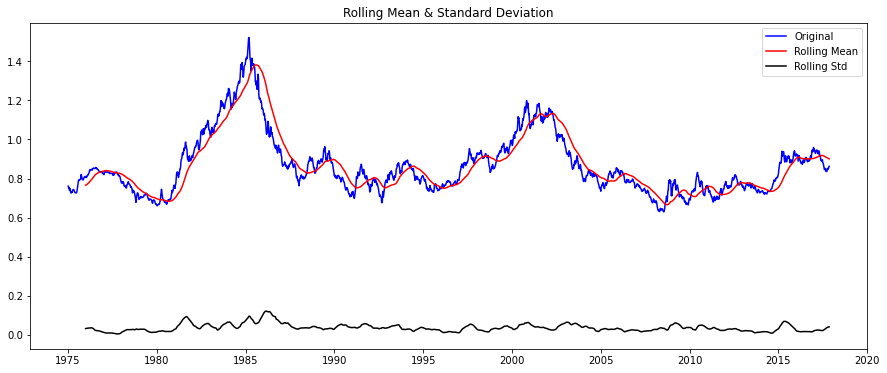 Rolling Mean & Standard Deviation
Original
Rolling Mean
Rolling Std
1.4
1.2
1.0
0.8
0.6
0.4
0.2
0.0
1975 1980 1985 1990 1995 2000 2005 2010 2015 2020